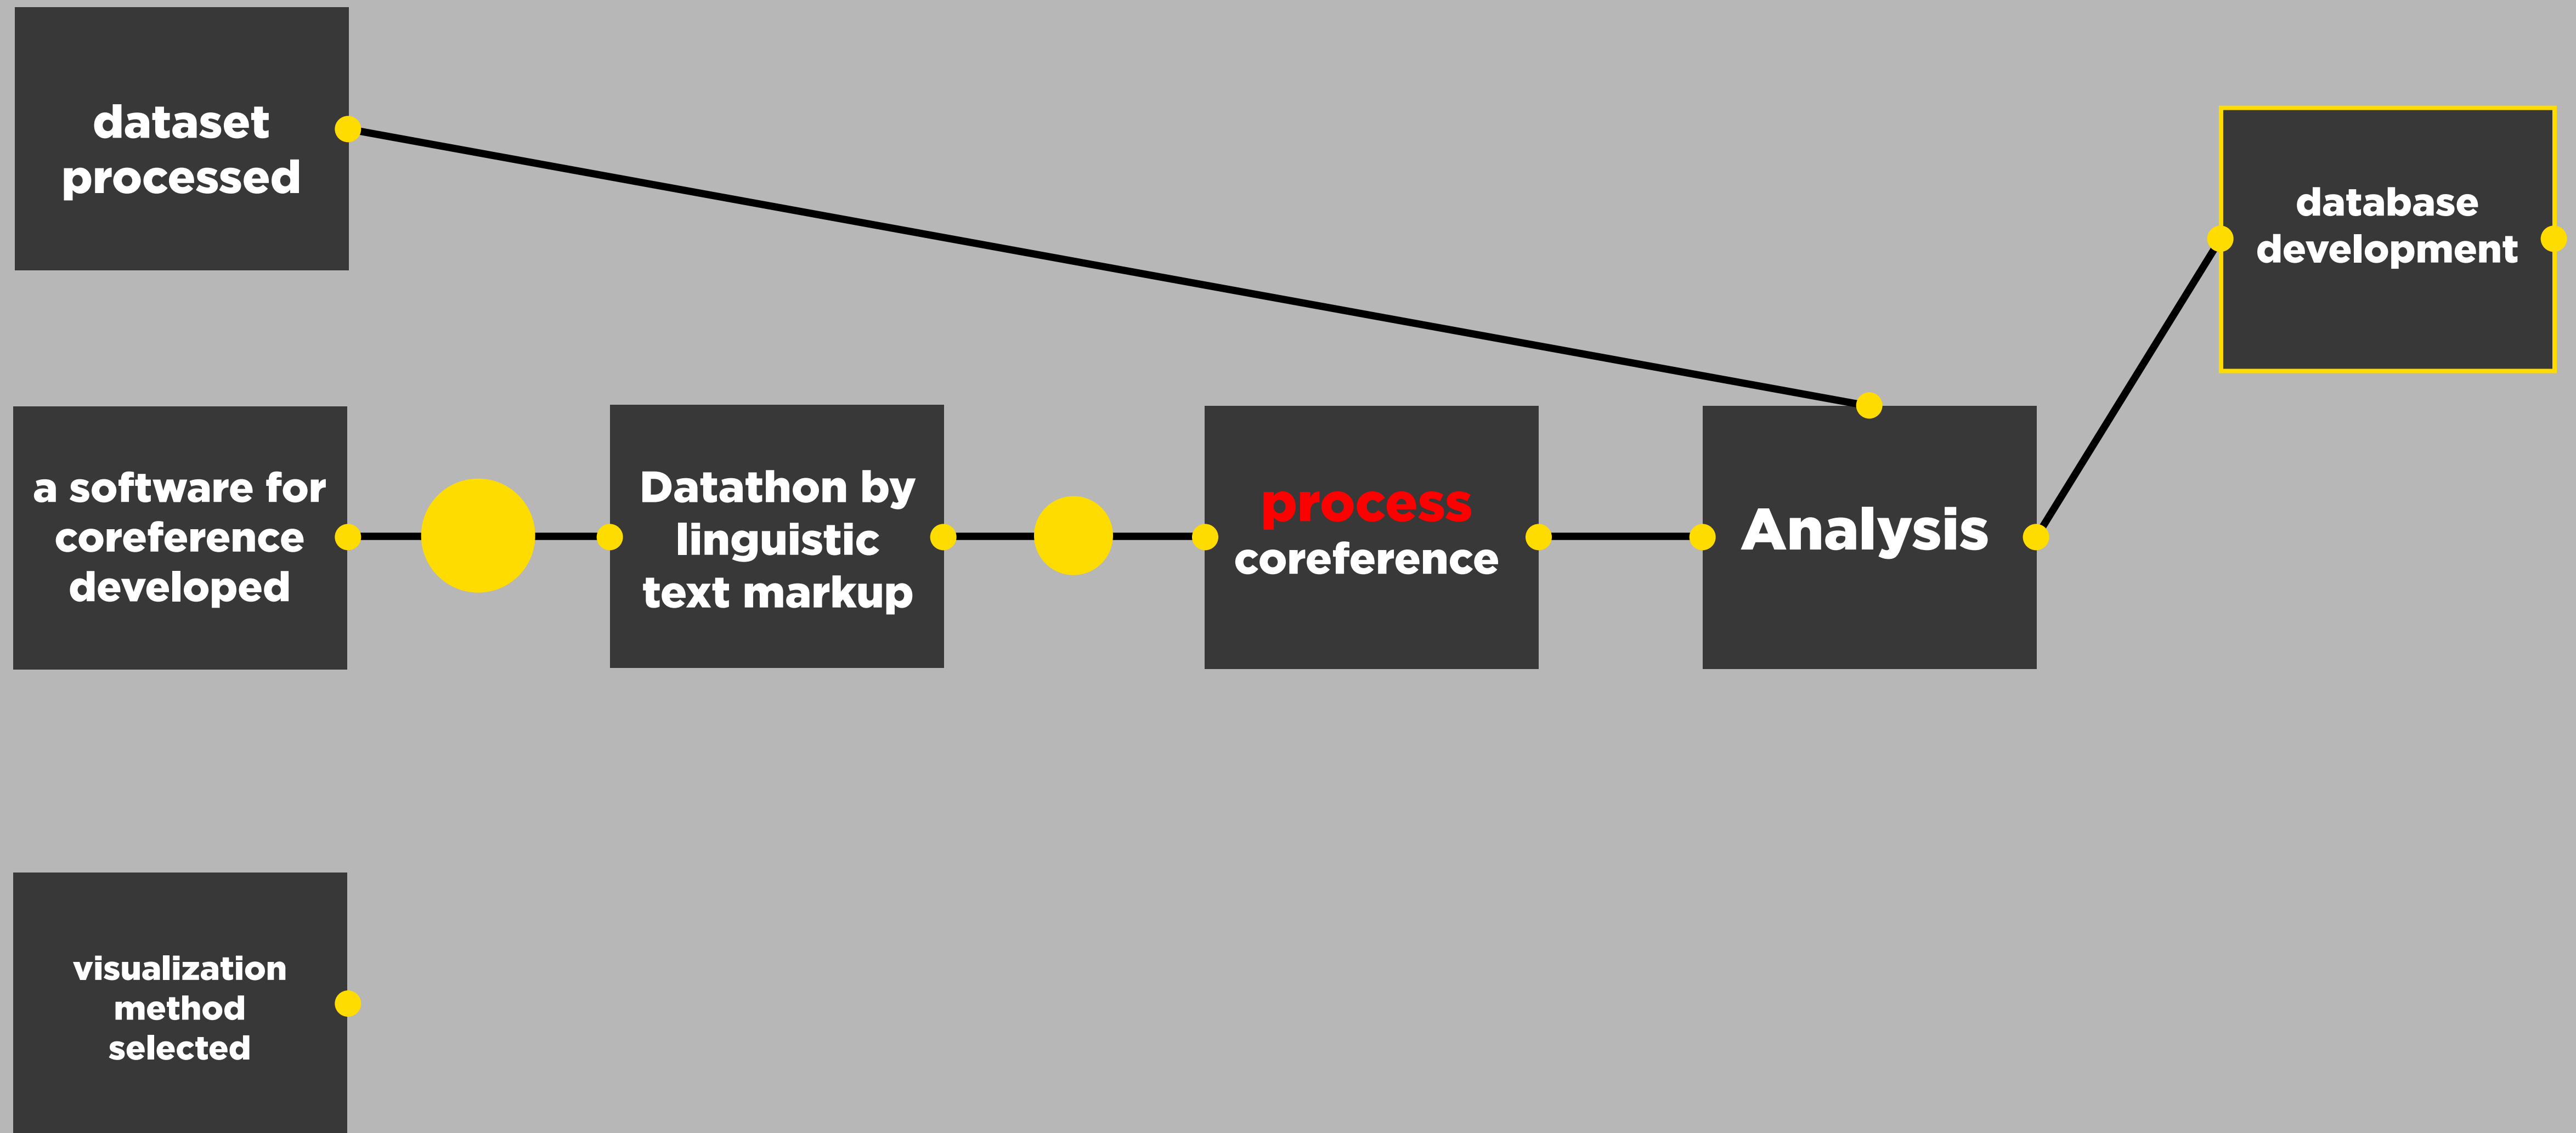 dataset
processed
database
development
a software for
coreference
developed
Datathon by
linguistic
text markup
process
coreference
Analysis
visualization
method
selected